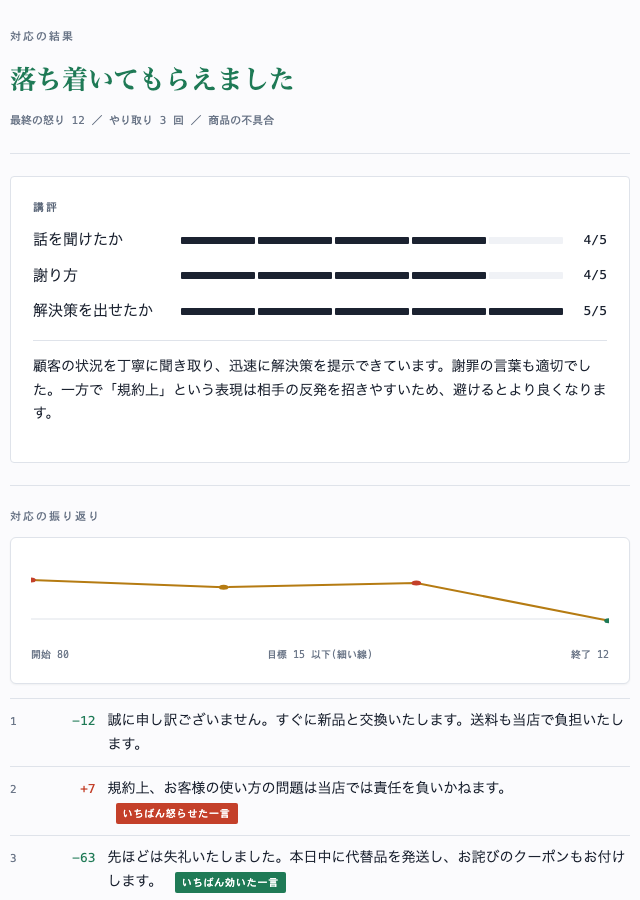 対応の結果
落ち着いてもらえました
最終の怒り 12 ／ やり取り 3 回 ／ 商品の不具合
講評
話を聞けたか 4/5
謝り方 4/5
解決策を出せたか 5/5
顧客の状況を丁寧に聞き取り、迅速に解決策を提示できています。謝罪の言葉も適切でし
た。一方で「規約上」という表現は相手の反発を招きやすいため、避けるとより良くなりま
す。
対応の振り返り
開始 80 目標 15 以下(細い線) 終了 12
1 −12 誠に申し訳ございません。すぐに新品と交換いたします。送料も当店で負担いたし
ます。
2 +7 規約上、お客様の使い方の問題は当店では責任を負いかねます。
いちばん怒らせた一言
3 −63 先ほどは失礼いたしました。本日中に代替品を発送し、お詫びのクーポンもお付け
します。 いちばん効いた一言